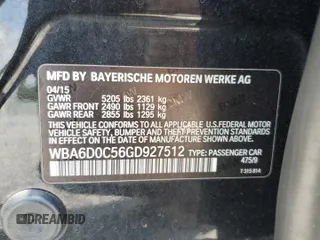 MFD BY BAYERISCHE MOTOREN WERKE AG
04/15
GVWR 5205 lbs 2361 kg
GAWR FRONT 2490 lbs 1129 kg
GAWR REAR 2855 lbs 1295 kg
THIS VEHICLE CONFORMS TO ALL APPLICABLE U.S. FEDERAL MOTOR
VEHICLE SAFETY, BUMPER AND THEFT PREVENTION STANDARDS
IN EFFECT ON THE DATE OF MANUFACTURE SHOWN ABOVE.
WBA6D0C56GD927512 TYPE: PASSENGER CAR
475/9
7 315 814
DREAMBID